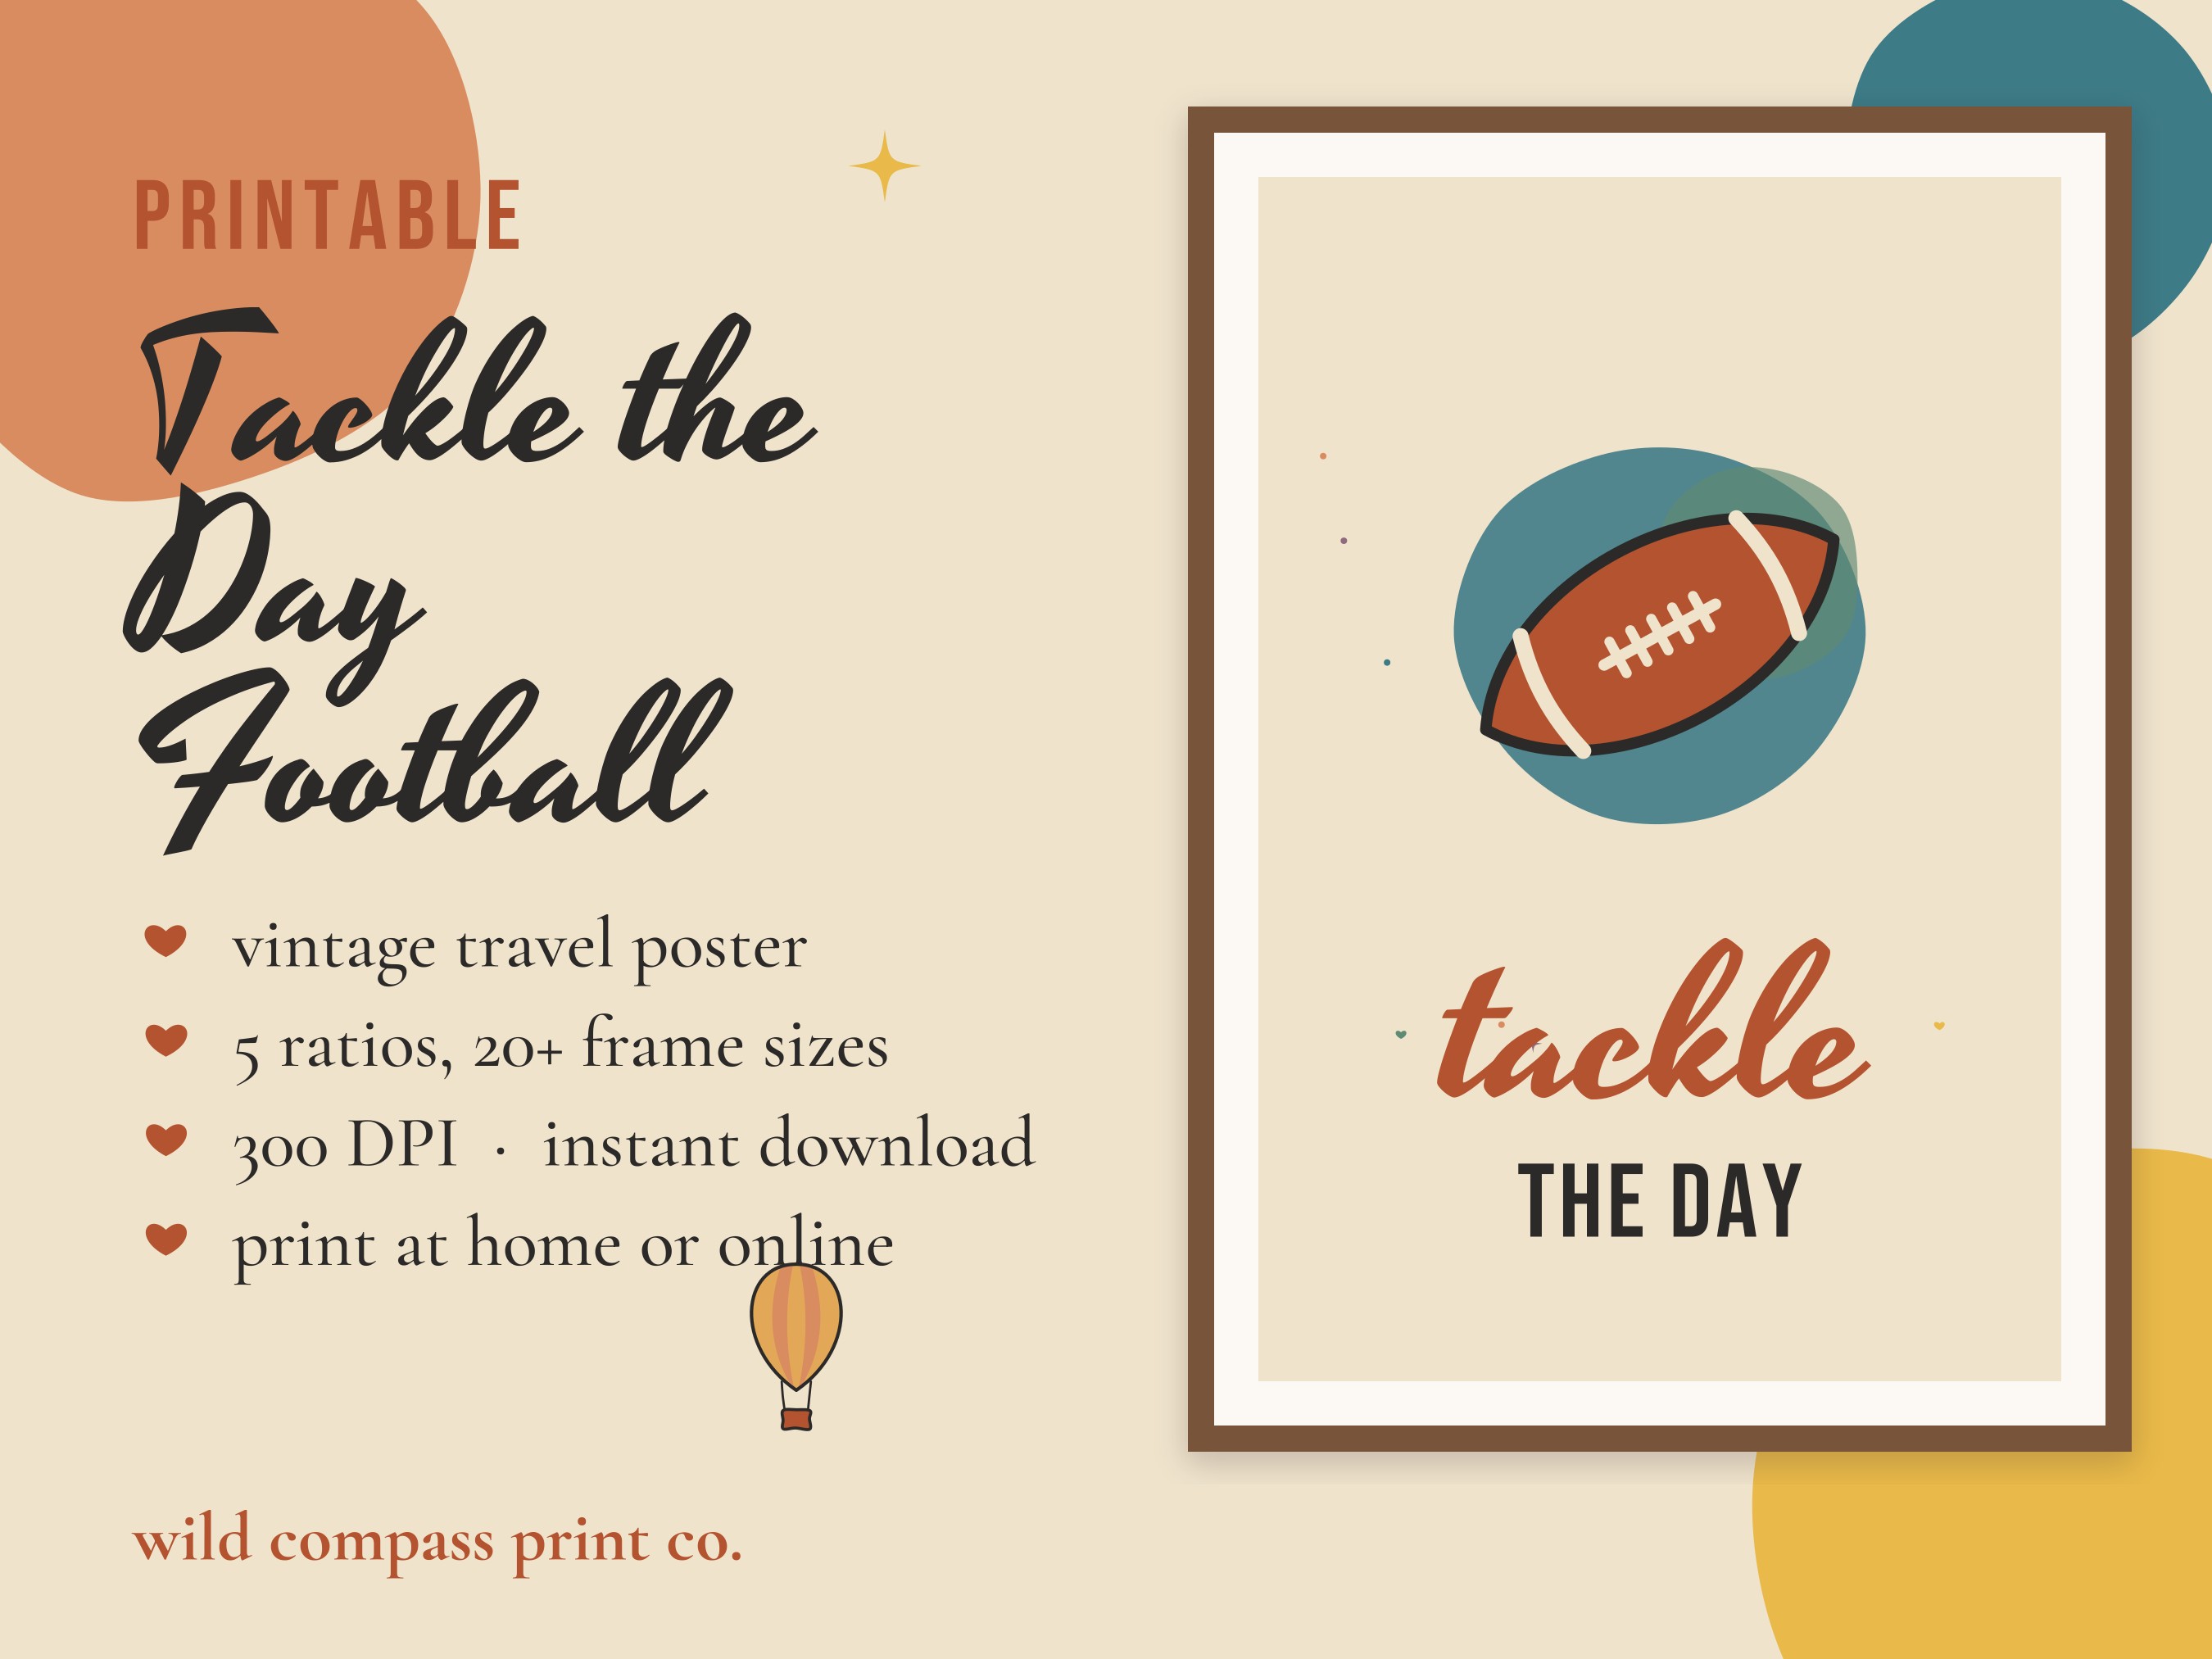 PRINTABLE
Tackle the
Day
Football
vintage travel poster
5 ratios, 20+ frame sizes
300 DPI · instant download
print at home or online
wild compass print co.
tackle
THE DAY